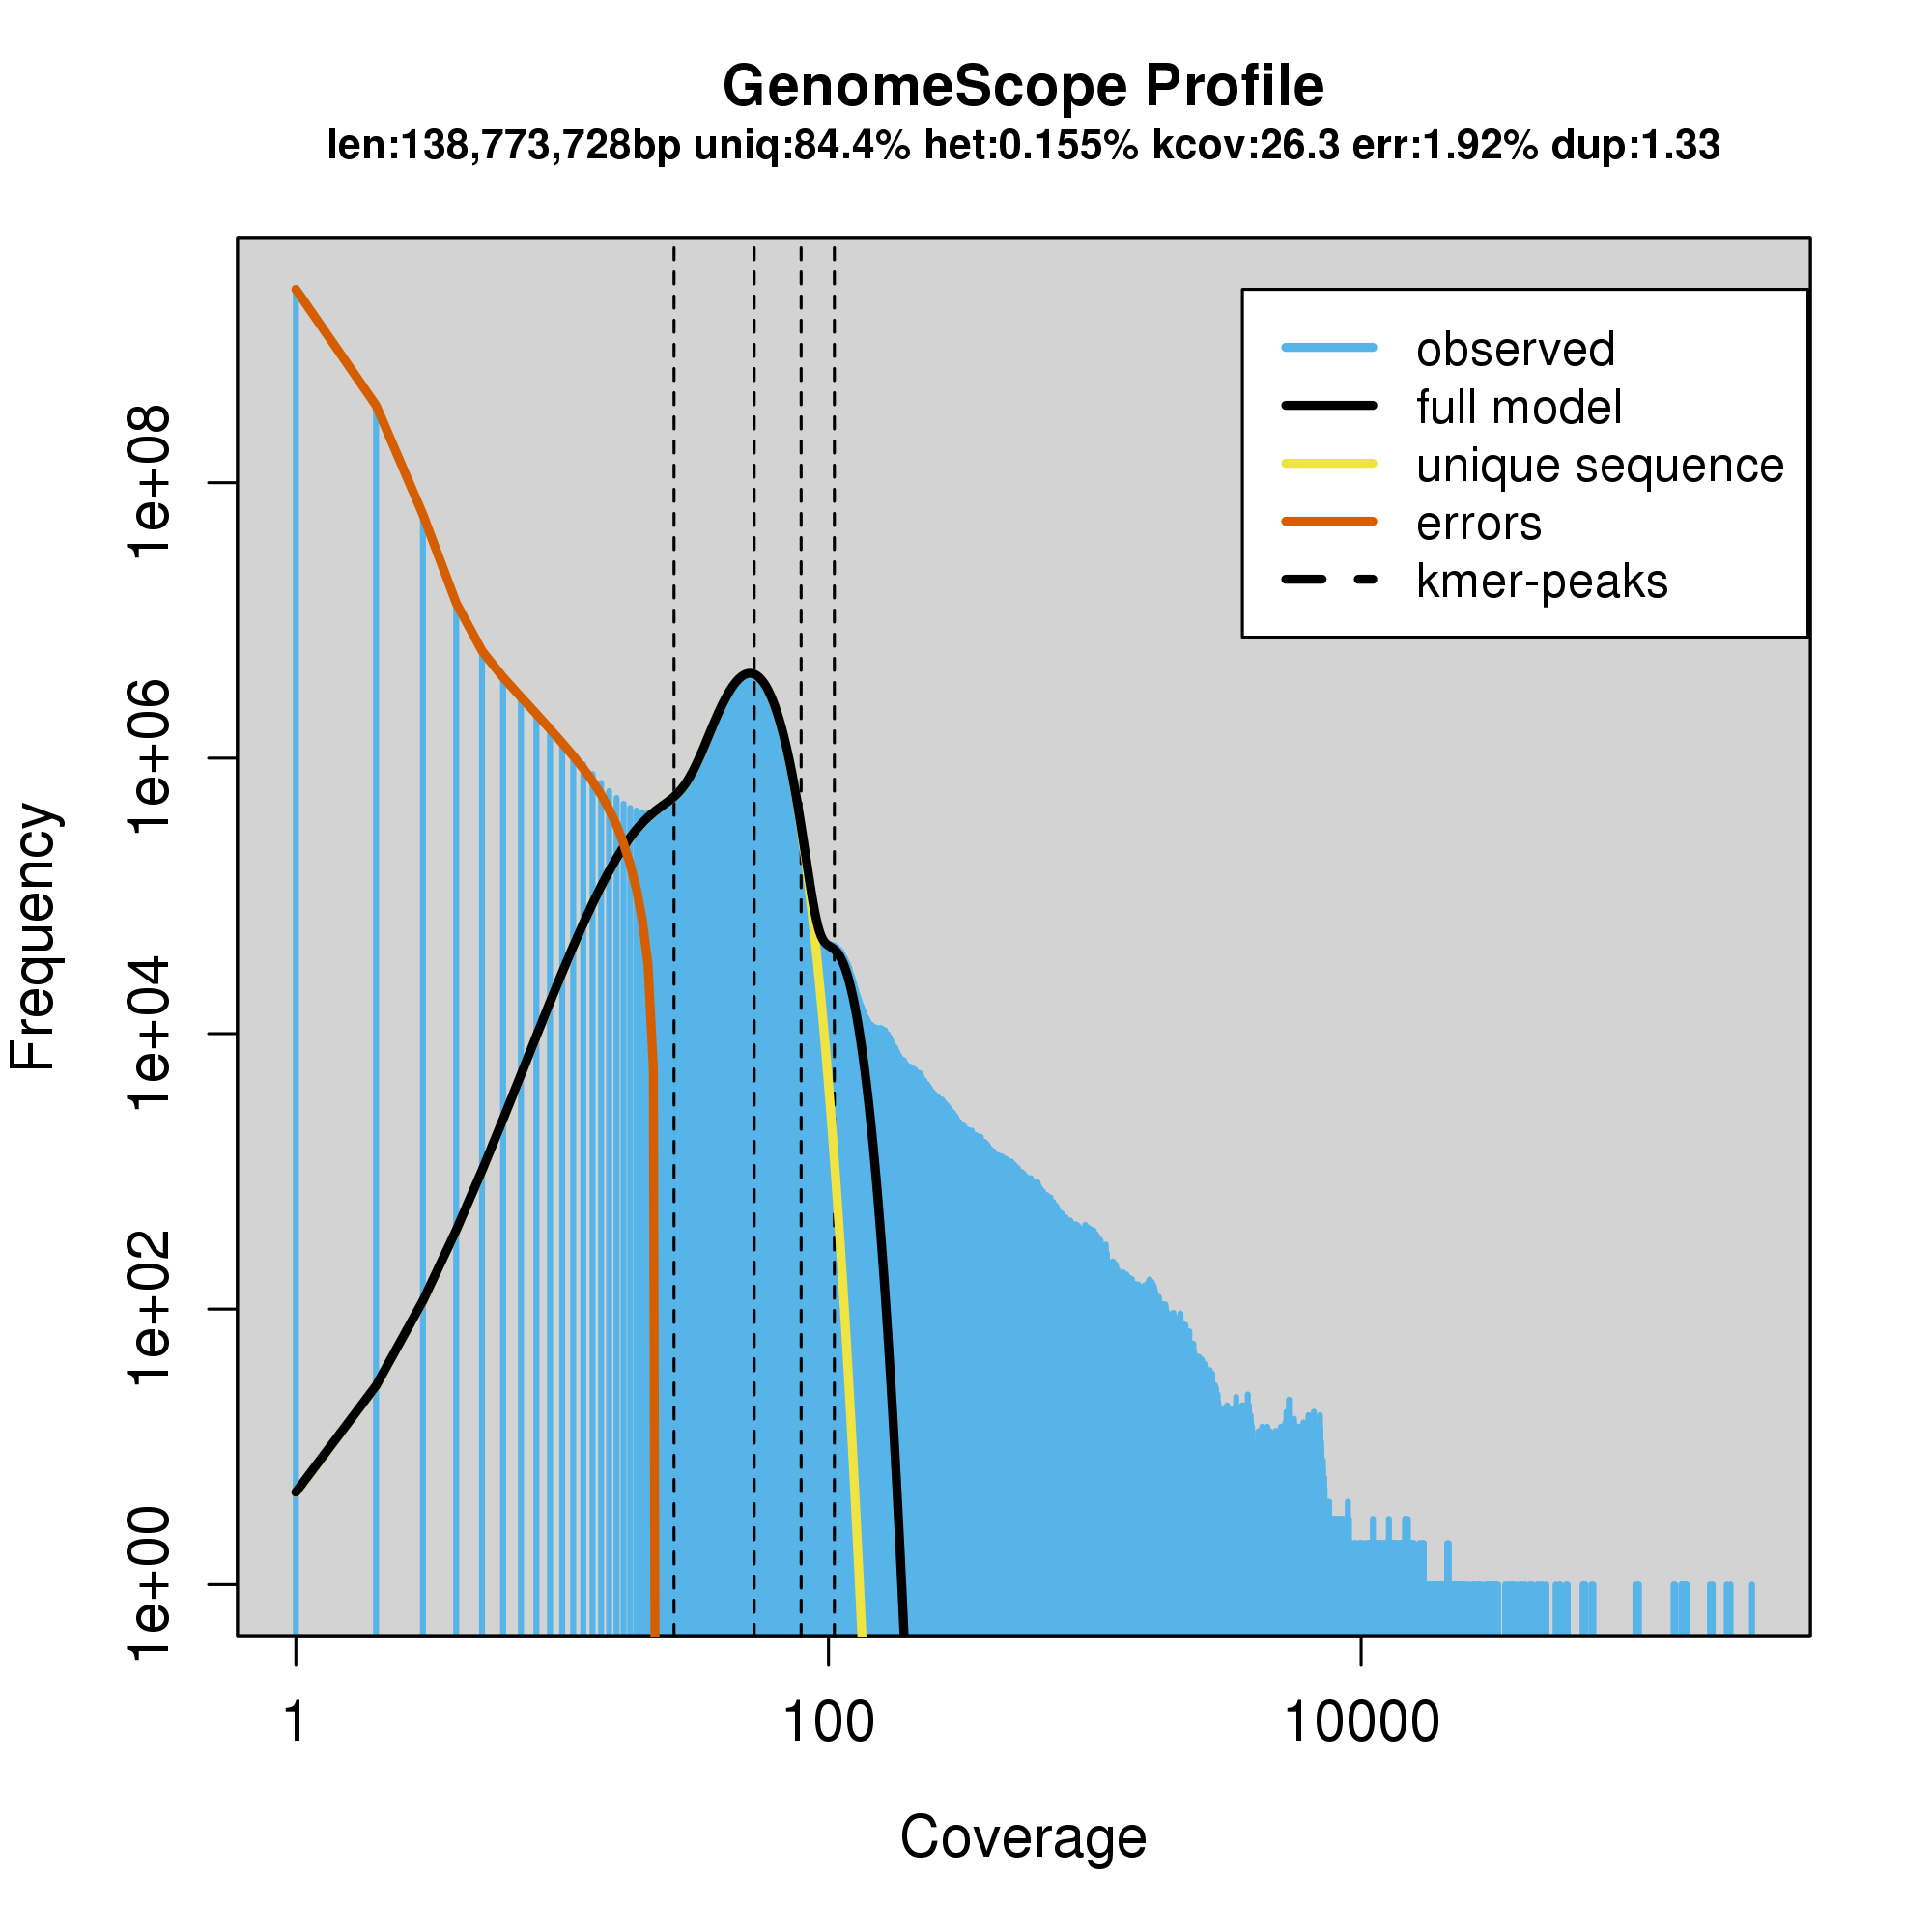 GenomeScope Profile
len:138,773,728bp uniq:84.4% het:0.155% kcov:26.3 err:1.92% dup:1.33
observed
full model
unique sequence
errors
kmer-peaks
Frequency
1e+08
1e+06
1e+04
1e+02
1e+00
1
100
10000
Coverage